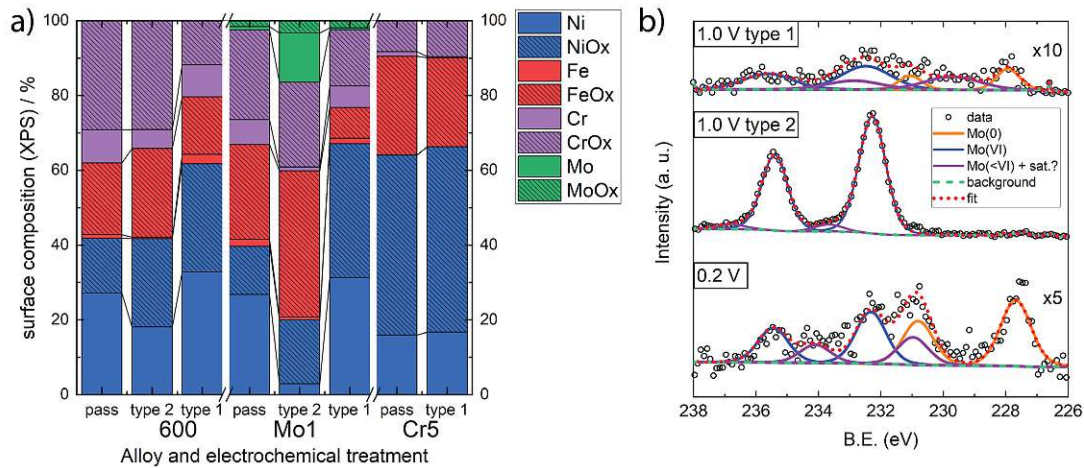 a)
surface composition (XPS) / %
100
80
60
40
20
0
100
80
60
40
20
0
pass type 2 type 1 pass type 2 type 1 pass type 1
600 Mo1 Cr5
Alloy and electrochemical treatment
Ni
NiOx
Fe
FeOx
Cr
CrOx
Mo
MoOx
b)
Intensity (a. u.)
1.0 V type 1
x10
1.0 V type 2
data
Mo(0)
Mo(VI)
Mo(<VI) + sat.?
background
fit
0.2 V
x5
238 236 234 232 230 228 226
B.E. (eV)